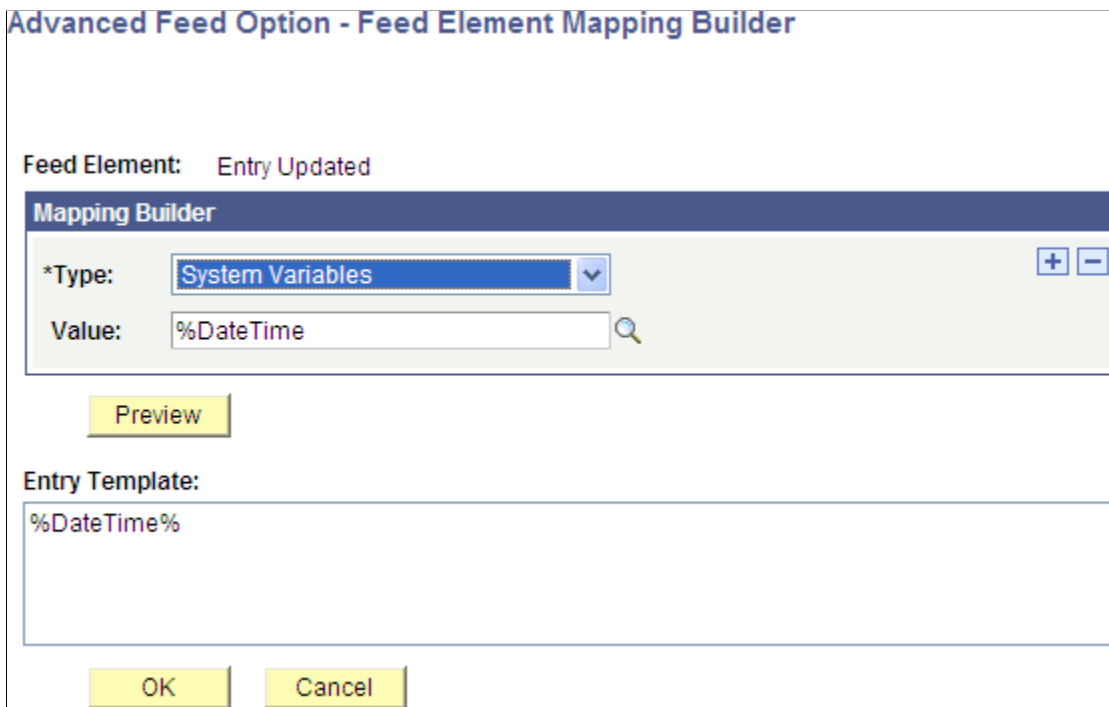 Advanced Feed Option - Feed Element Mapping Builder
Feed Element: Entry Updated
Mapping Builder
*Type: System Variables
Value: %DateTime
Preview
Entry Template:
%DateTime%
OK Cancel